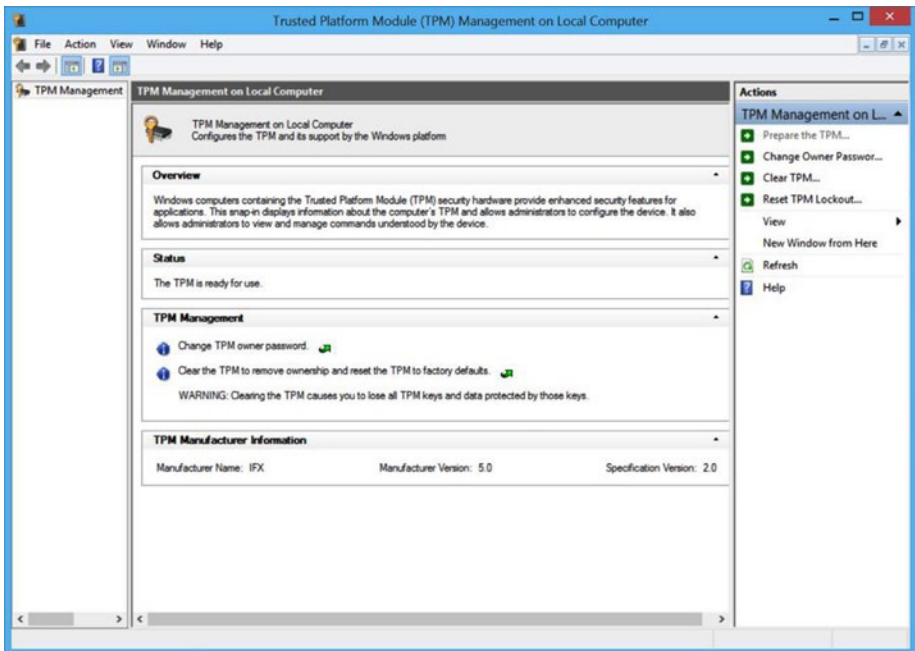 Trusted Platform Module (TPM) Management on Local Computer
File Action View Window Help
TPM Management
TPM Management on Local Computer
TPM Management on Local Computer
Configures the TPM and its support by the Windows platform
Overview
Windows computers containing the Trusted Platform Module (TPM) security hardware provide enhanced security features for
applications. This snap-in displays information about the computer's TPM and allows administrators to configure the device. It also
allows administrators to view and manage commands understood by the device.
Status
The TPM is ready for use.
TPM Management
Change TPM owner password.
Clear the TPM to remove ownership and reset the TPM to factory defaults.
WARNING: Clearing the TPM causes you to lose all TPM keys and data protected by those keys.
TPM Manufacturer Information
Manufacturer Name: IFX Manufacturer Version: 5.0 Specification Version: 2.0
Actions
TPM Management on L...
Prepare the TPM...
Change Owner Passwor...
Clear TPM...
Reset TPM Lockout...
View
New Window from Here
Refresh
Help